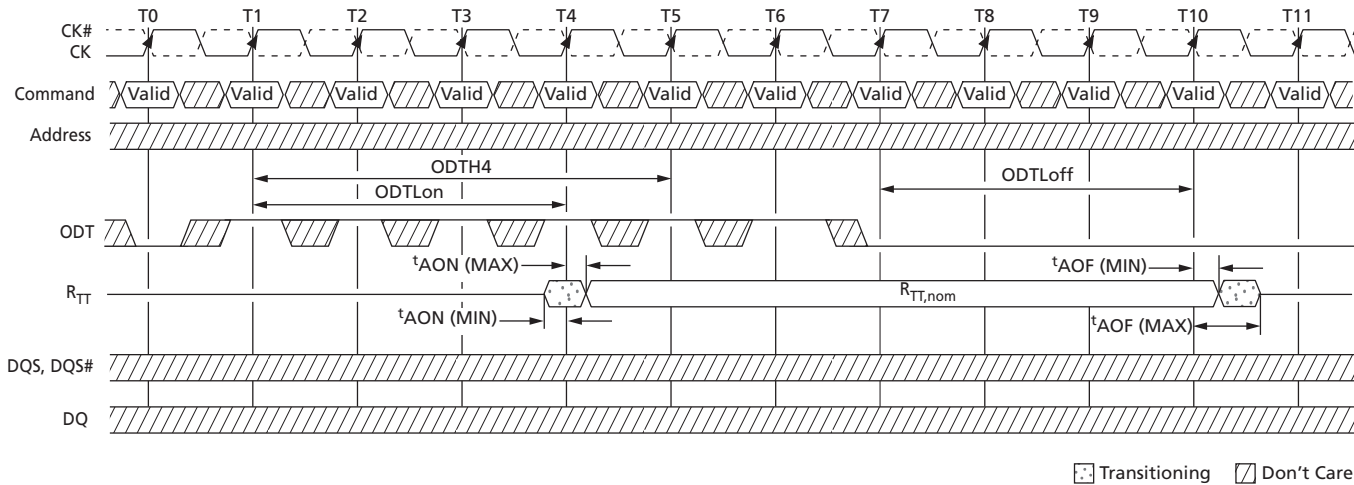 T0 T1 T2 T3 T4 T5 T6 T7 T8 T9 T10 T11
CK#
CK
Command Valid Valid Valid Valid Valid Valid Valid Valid Valid Valid Valid Valid
Address
ODTH4
ODTLoff
ODTLon
ODT
tAON (MAX) tAOF (MIN)
RTT RTT,nom
tAON (MIN) tAOF (MAX)
DQS, DQS#
DQ
Transitioning Don't Care